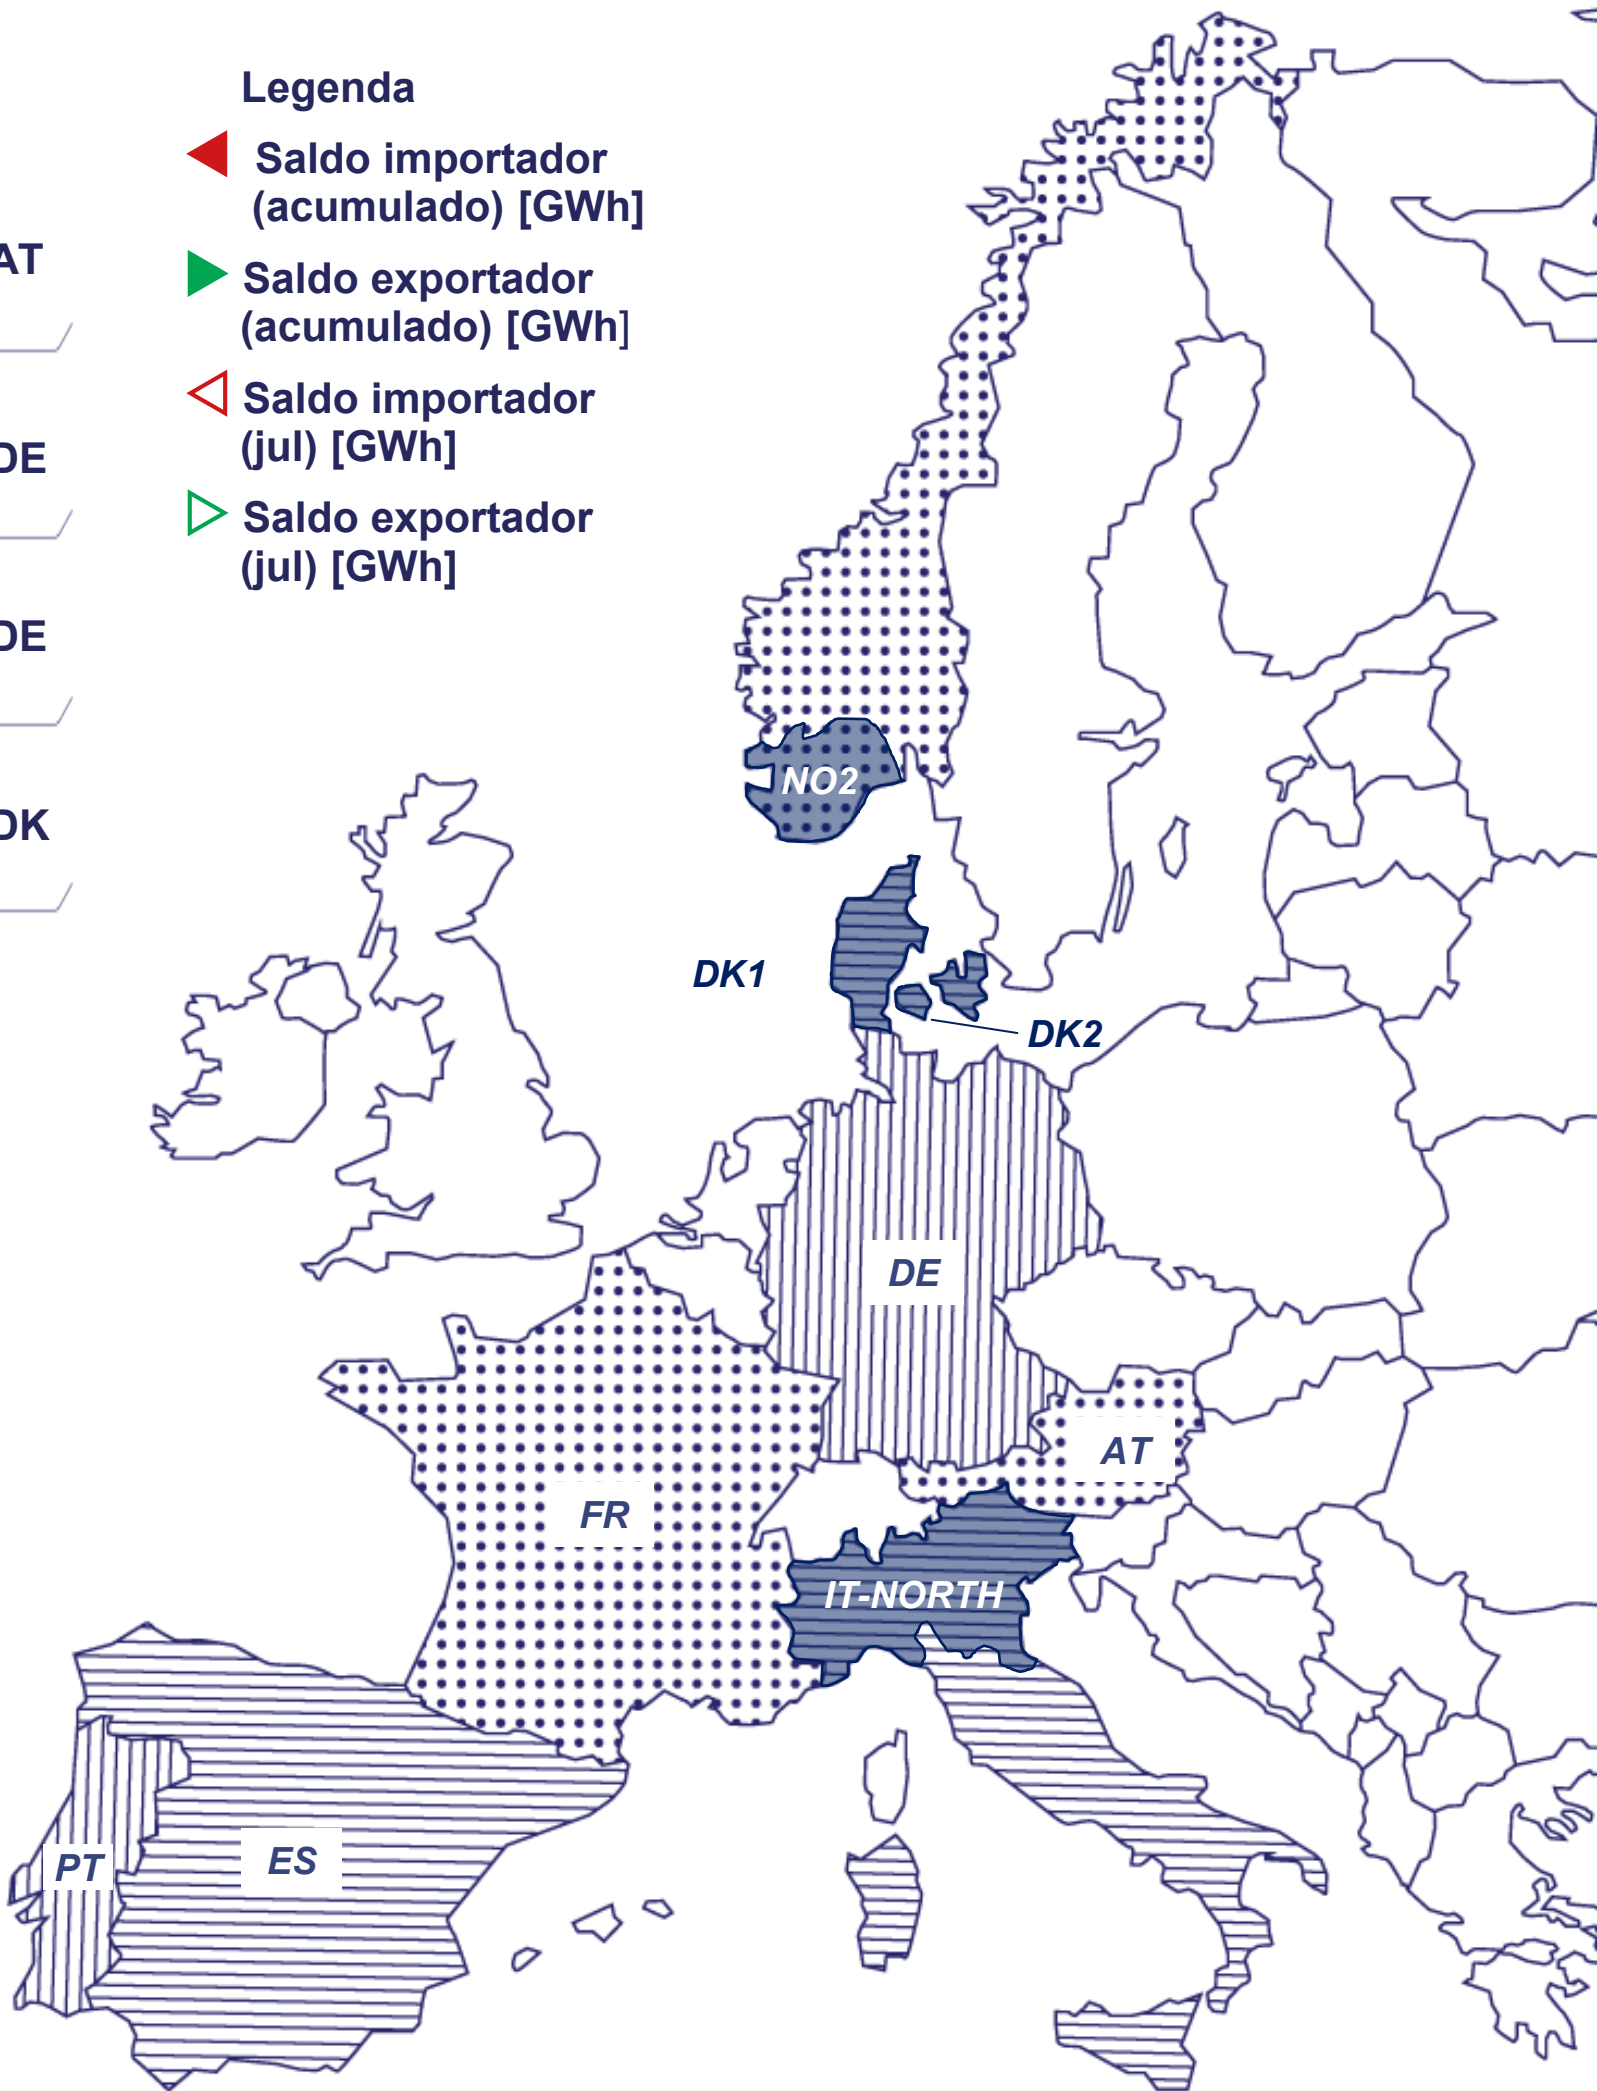 Legenda
Saldo importador
(acumulado) [GWh]
Saldo exportador
(acumulado) [GWh]
Saldo importador
(jul) [GWh]
Saldo exportador
(jul) [GWh]
AT
DE
DE
DK
NO2
DK1
DK2
DE
AT
FR
IT-NORTH
PT
ES